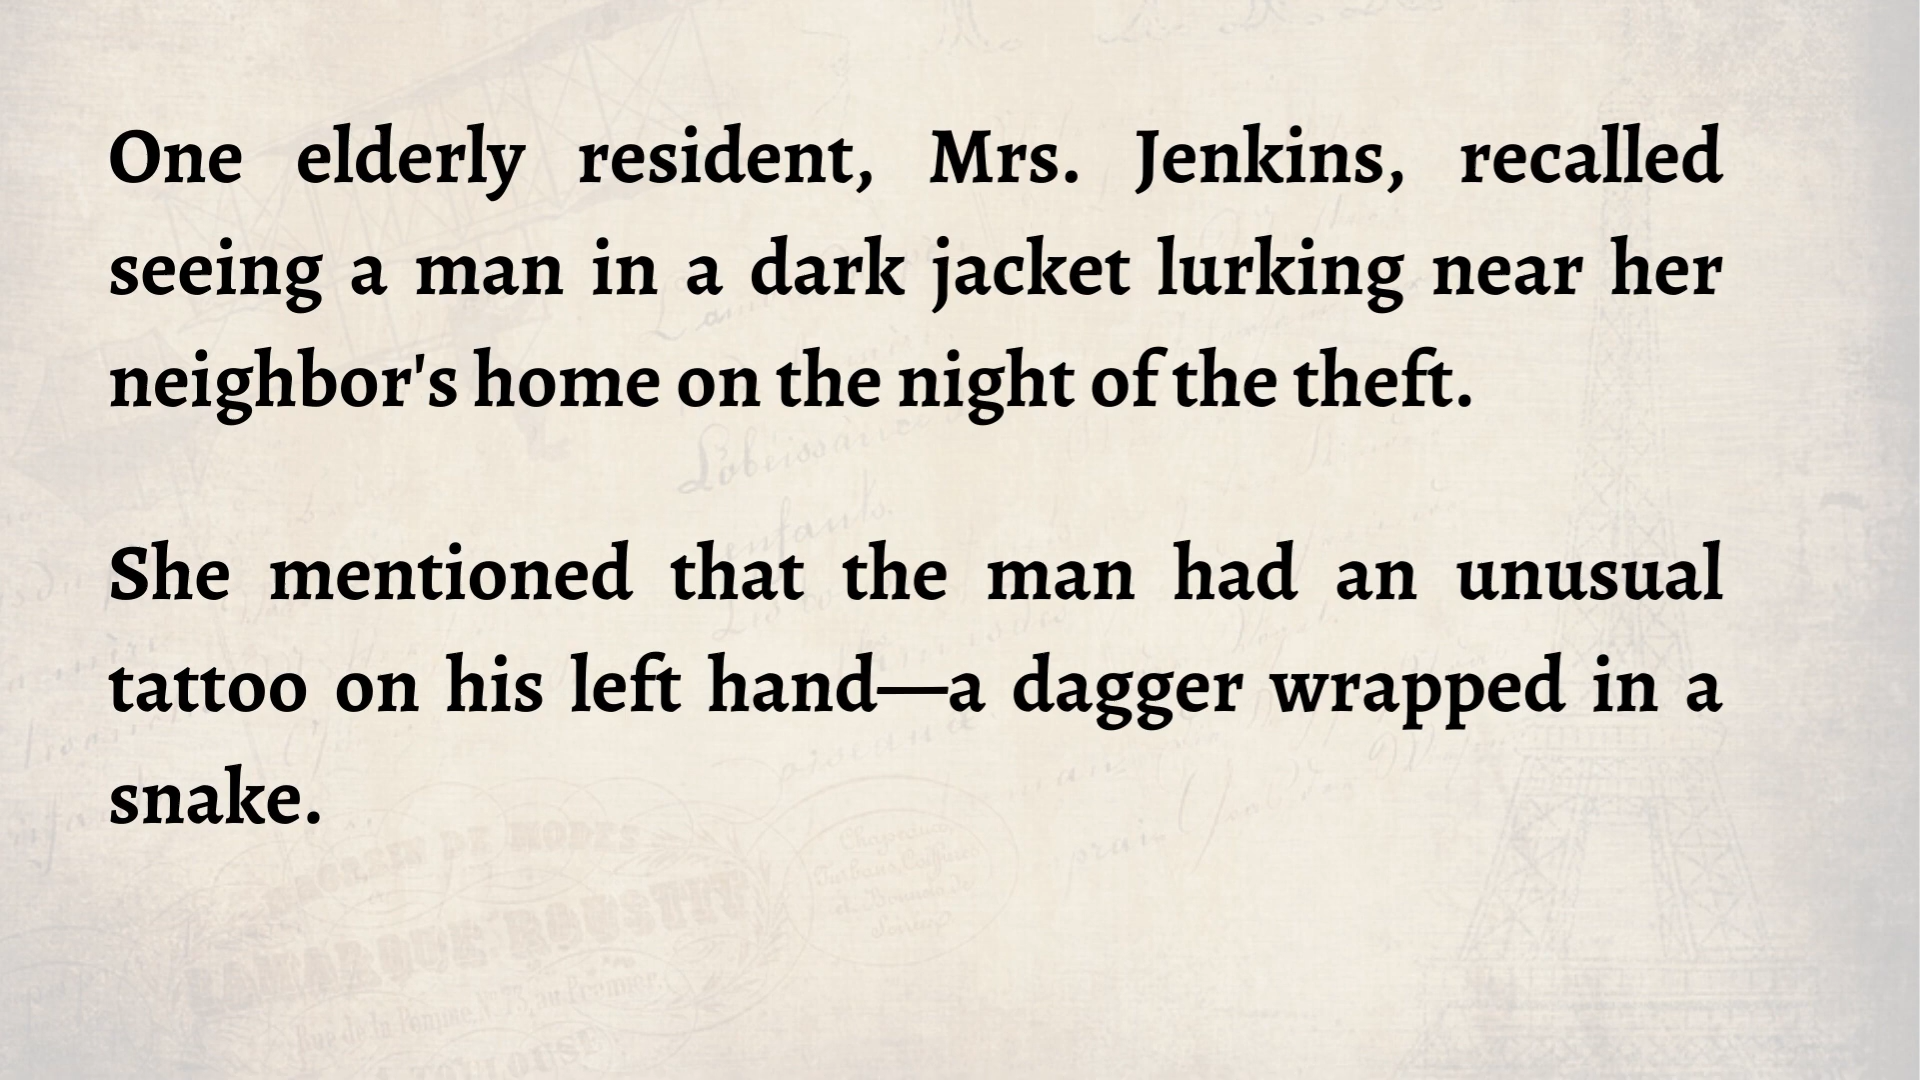 One elderly resident, Mrs. Jenkins, recalled
seeing a man in a dark jacket lurking near her
neighbor's home on the night of the theft.
She mentioned that the man had an unusual
tattoo on his left hand—a dagger wrapped in a
snake.